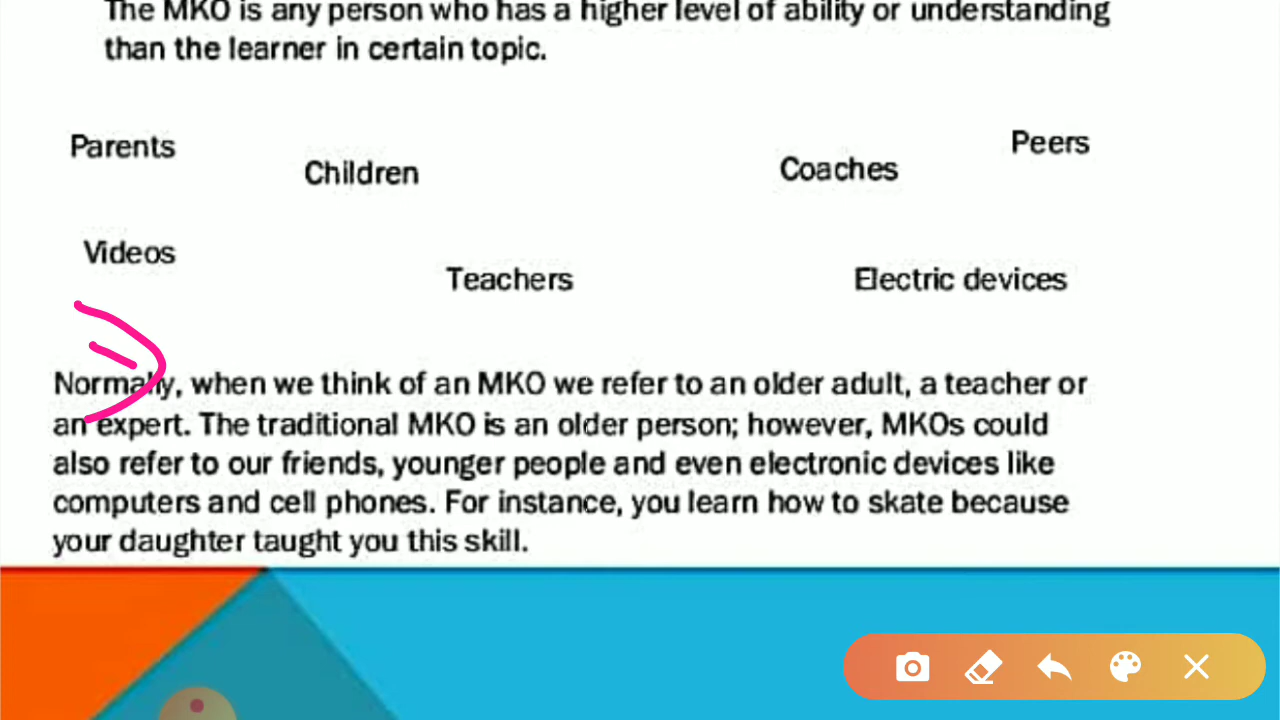 The MKO is any person who has a higher level of ability or understanding
than the learner in certain topic.
Parents
Children
Coaches
Peers
Videos
Teachers
Electric devices
Normally, when we think of an MKO we refer to an older adult, a teacher or
an expert. The traditional MKO is an older person; however, MKOs could
also refer to our friends, younger people and even electronic devices like
computers and cell phones. For instance, you learn how to skate because
your daughter taught you this skill.